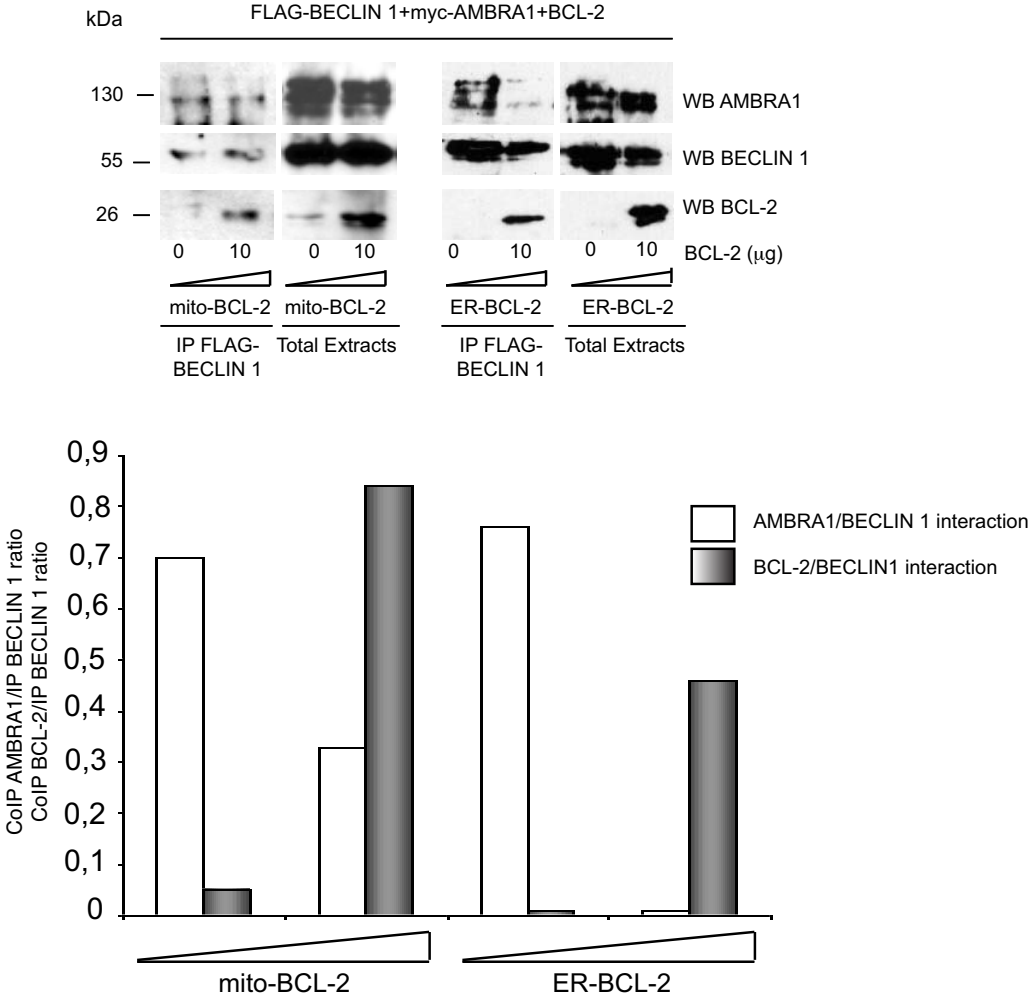 kDa
FLAG-BECLIN 1+myc-AMBRA1+BCL-2
130
WB AMBRA1
55
WB BECLIN 1
26
WB BCL-2
0 10 0 10 0 10 0 10 BCL-2 (µg)
mito-BCL-2 mito-BCL-2 ER-BCL-2 ER-BCL-2
IP FLAG- Total Extracts IP FLAG- Total Extracts
BECLIN 1 BECLIN 1
CoIP AMBRA1/IP BECLIN 1 ratio
CoIP BCL-2/IP BECLIN 1 ratio
0,9
0,8
0,7
0,6
0,5
0,4
0,3
0,2
0,1
0
AMBRA1/BECLIN 1 interaction
BCL-2/BECLIN1 interaction
mito-BCL-2 ER-BCL-2